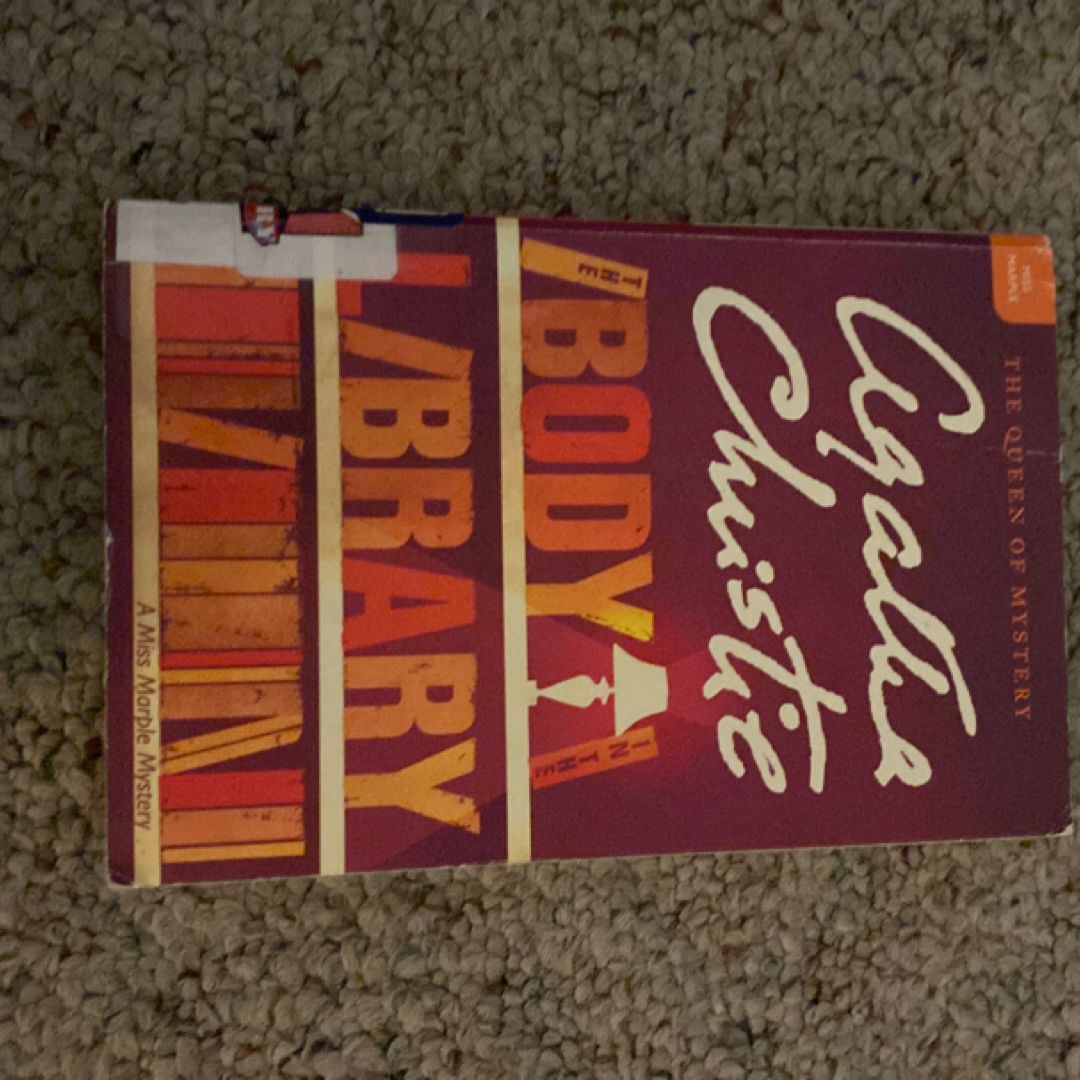 MISS
MARPLE
THE QUEEN OF MYSTERY
Agatha
Christie
THE
BODY
IN
THE
LIBRARY
A Miss Marple Mystery